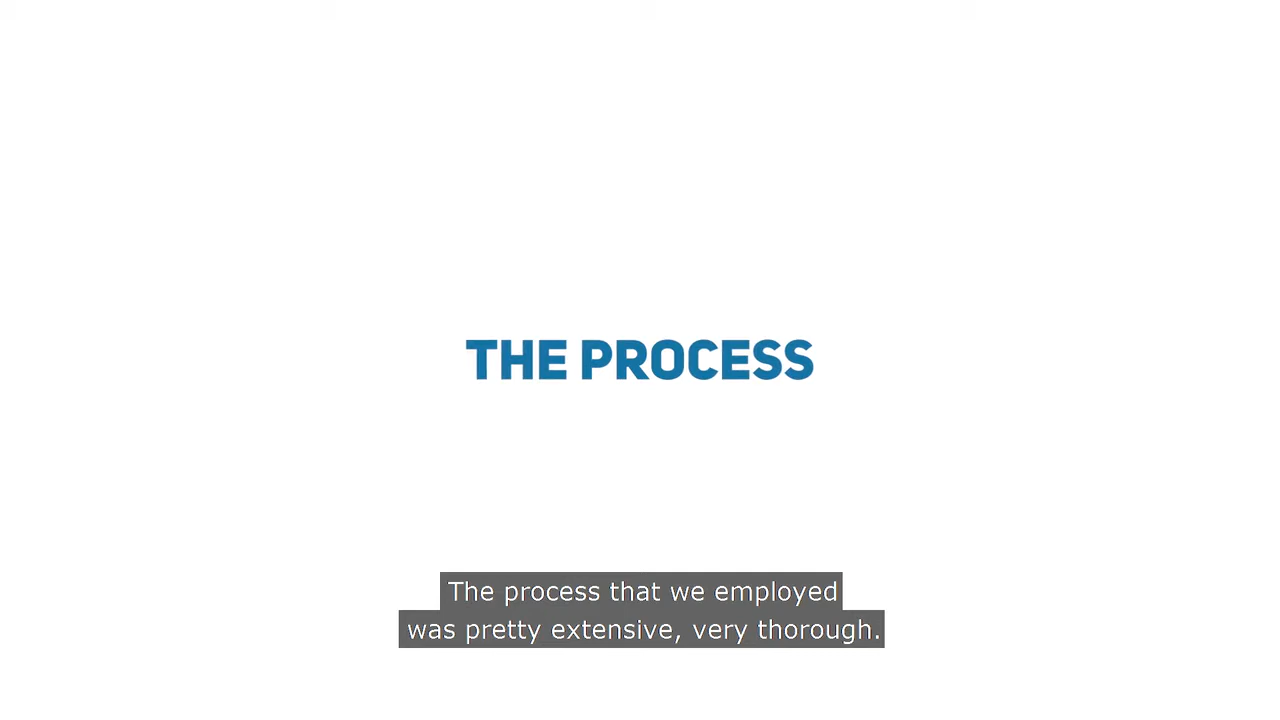 THE PROCESS
The process that we employed
was pretty extensive, very thorough.